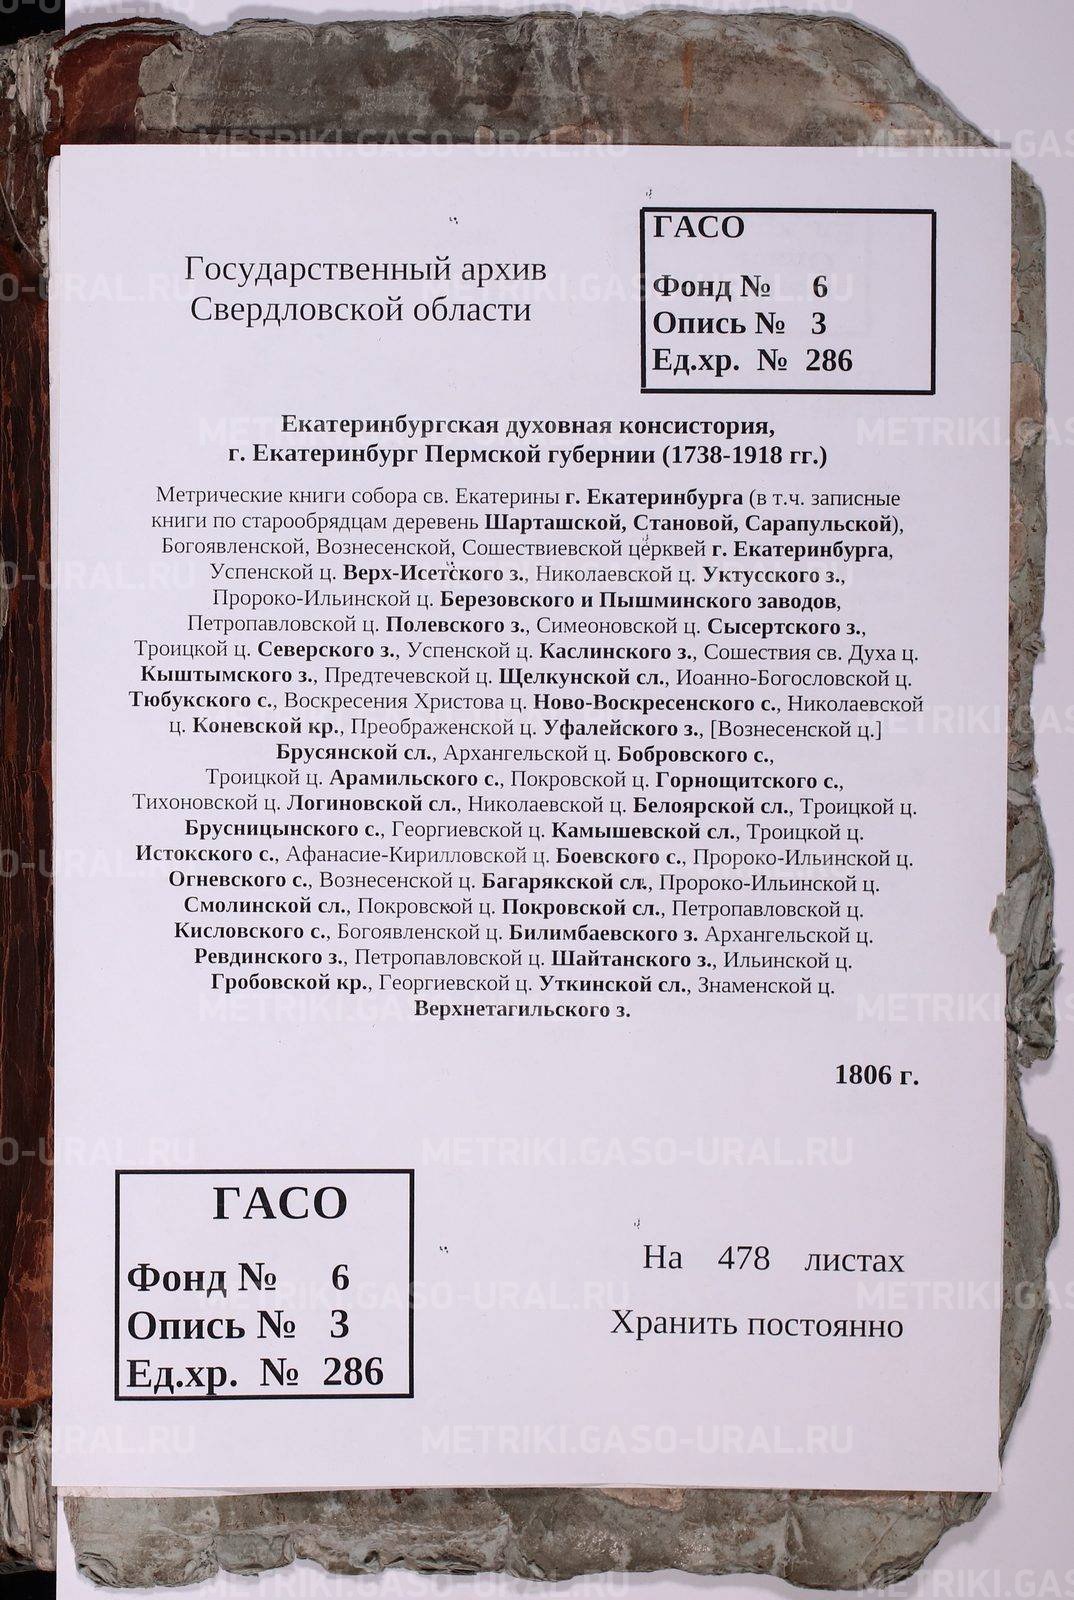 Государственный архив
Свердловской области
ГАСО
Фонд № 6
Опись № 3
Ед.хр. № 286
Екатеринбургская духовная консистория,
г. Екатеринбург Пермской губернии (1738-1918 гг.)
Метрические книги собора св. Екатерины г. Екатеринбурга (в т.ч. записные
книги по старообрядцам деревень Шарташской, Становой, Сарапульской),
Богоявленской, Вознесенской, Сошествиевской церквей г. Екатеринбурга,
Успенской ц. Верх-Исетского з., Николаевской ц. Уктусского з.,
Пророко-Ильинской ц. Березовского и Пышминского заводов,
Петропавловской ц. Полевского з., Симеоновской ц. Сысертского з.,
Троицкой ц. Северского з., Успенской ц. Каслинского з., Сошествия св. Духа ц.
Кыштымского з., Предтечевской ц. Щелкунской сл., Иоанно-Богословской ц.
Тюбукского с., Воскресения Христова ц. Ново-Воскресенского с., Николаевской
ц. Коневской кр., Преображенской ц. Уфалейского з., [Вознесенской ц.]
Брусянской сл., Архангельской ц. Бобровского с.,
Троицкой ц. Арамильского с., Покровской ц. Горнощитского с.,
Тихоновской ц. Логиновской сл., Николаевской ц. Белоярской сл., Троицкой ц.
Брусницынского с., Георгиевской ц. Камышевской сл., Троицкой ц.
Истокского с., Афанасие-Кирилловской ц. Боевского с., Пророко-Ильинской ц.
Огневского с., Вознесенской ц. Багарякской сл., Пророко-Ильинской ц.
Смолинской сл., Покровской ц. Покровской сл., Петропавловской ц.
Кисловского с., Богоявленской ц. Билимбаевского з. Архангельской ц.
Ревдинского з., Петропавловской ц. Шайтанского з., Ильинской ц.
Гробовской кр., Георгиевской ц. Уткинской сл., Знаменской ц.
Верхнетагильского з.
1806 г.
ГАСО
Фонд № 6
Опись № 3
Ед.хр. № 286
На 478 листах
Хранить постоянно
METRIKI.GASO-URAL.RU